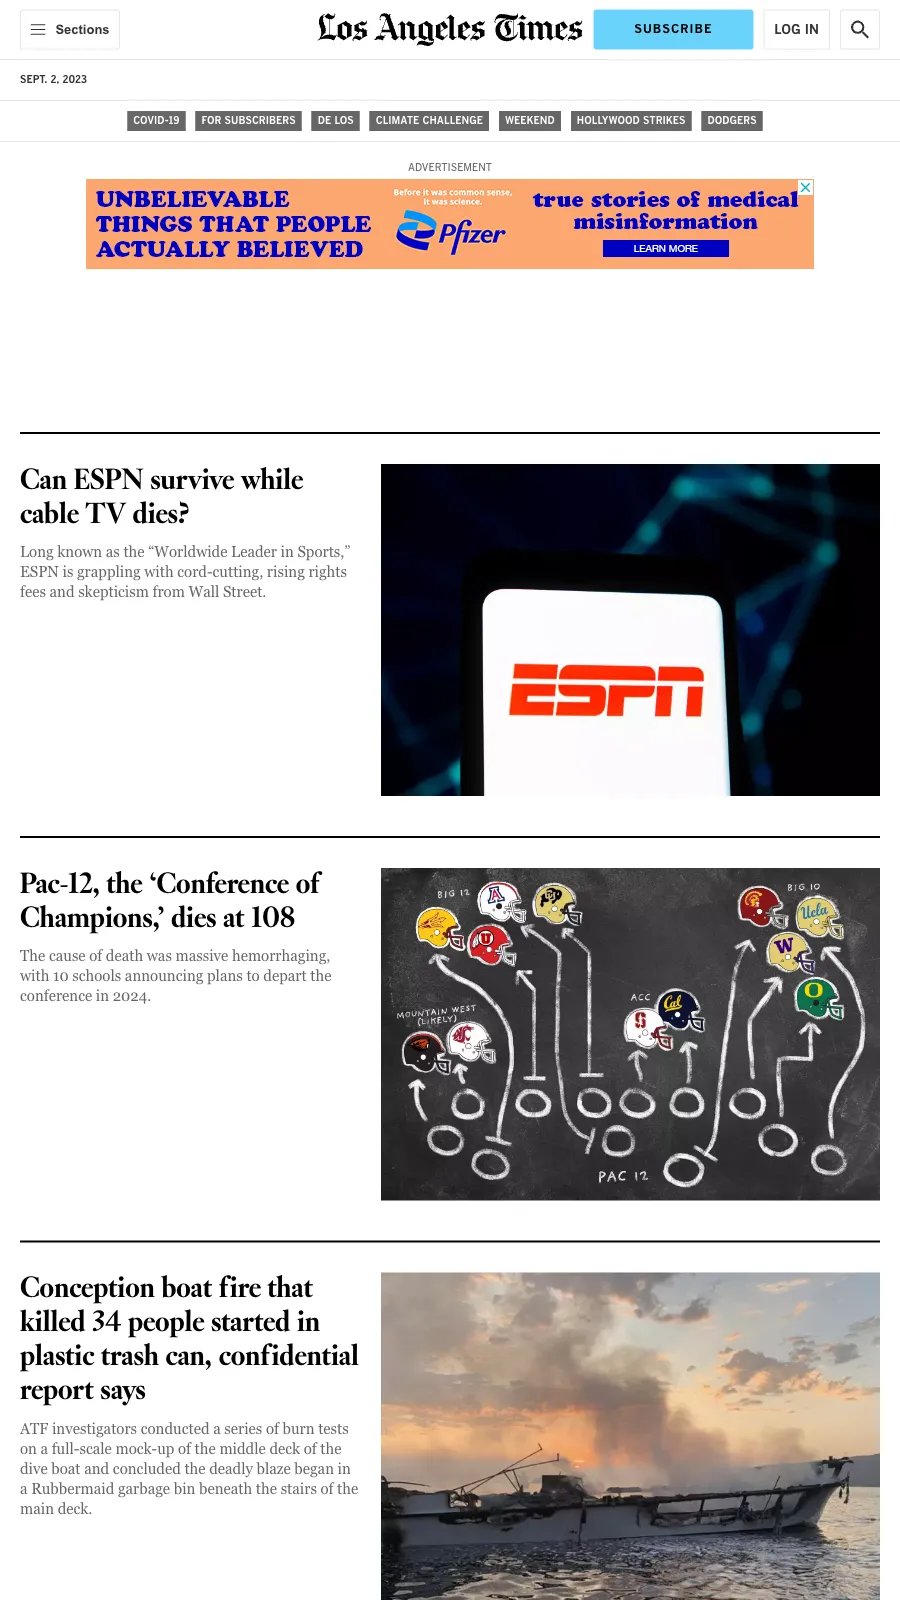 Sections
Los Angeles Times
SUBSCRIBE
LOG IN
SEPT. 2, 2023
COVID-19
FOR SUBSCRIBERS
DE LOS
CLIMATE CHALLENGE
WEEKEND
HOLLYWOOD STRIKES
DODGERS
ADVERTISEMENT
UNBELIEVABLE
THINGS THAT PEOPLE
ACTUALLY BELIEVED
Before it was common sense,
It was science.
Pfizer
true stories of medical
misinformation
LEARN MORE
Can ESPN survive while
cable TV dies?
Long known as the “Worldwide Leader in Sports,”
ESPN is grappling with cord-cutting, rising rights
fees and skepticism from Wall Street.
ESPN
Pac-12, the ‘Conference of
Champions,’ dies at 108
The cause of death was massive hemorrhaging,
with 10 schools announcing plans to depart the
conference in 2024.
BIG 12
A
CU
U
BIG 10
Ucla
W
O
ACC
Cal
S
MOUNTAIN WEST
(LIKELY)
PAC 12
Conception boat fire that
killed 34 people started in
plastic trash can, confidential
report says
ATF investigators conducted a series of burn tests
on a full-scale mock-up of the middle deck of the
dive boat and concluded the deadly blaze began in
a Rubbermaid garbage bin beneath the stairs of the
main deck.